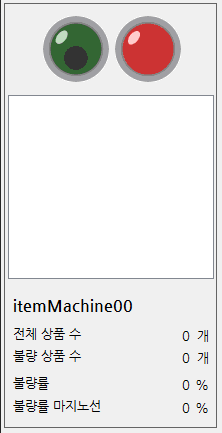 itemMachine00
전체 상품 수 0 개
불량 상품 수 0 개
불량률 0 %
불량률 마지노선 0 %